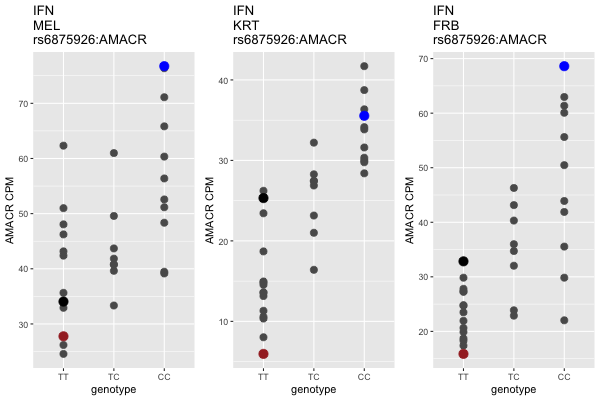 IFN
MEL
rs6875926:AMACR
AMACR CPM
70
60
50
40
30
TT
TC
CC
genotype
IFN
KRT
rs6875926:AMACR
AMACR CPM
40
30
20
10
TT
TC
CC
genotype
IFN
FRB
rs6875926:AMACR
AMACR CPM
70
60
50
40
30
20
TT
TC
CC
genotype